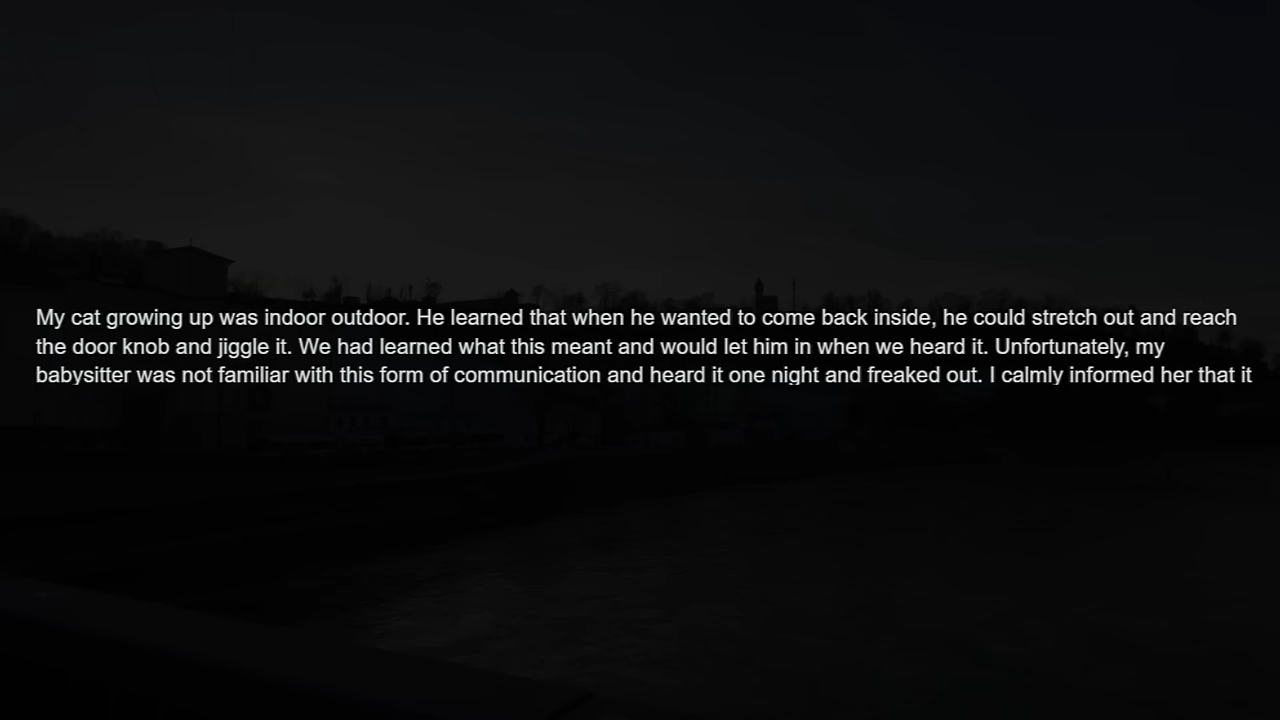 My cat growing up was indoor outdoor. He learned that when he wanted to come back inside, he could stretch out and reach
the door knob and jiggle it. We had learned what this meant and would let him in when we heard it. Unfortunately, my
babysitter was not familiar with this form of communication and heard it one night and freaked out. I calmly informed her that it